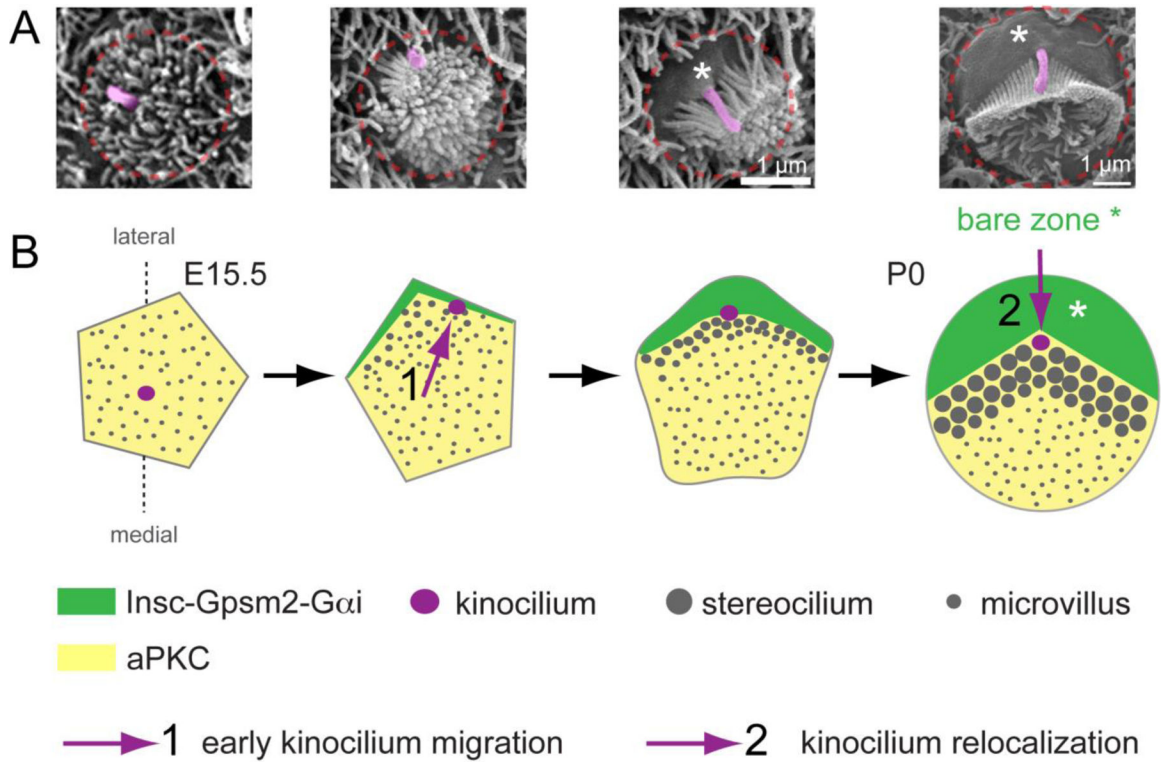 A
*
*
1 µm
1 µm
bare zone *
B
lateral
E15.5
P0
1
2
*
medial
Insc-Gpsm2-Gαi
kinocilium
stereocilium
microvillus
aPKC
1 early kinocilium migration
2 kinocilium relocalization